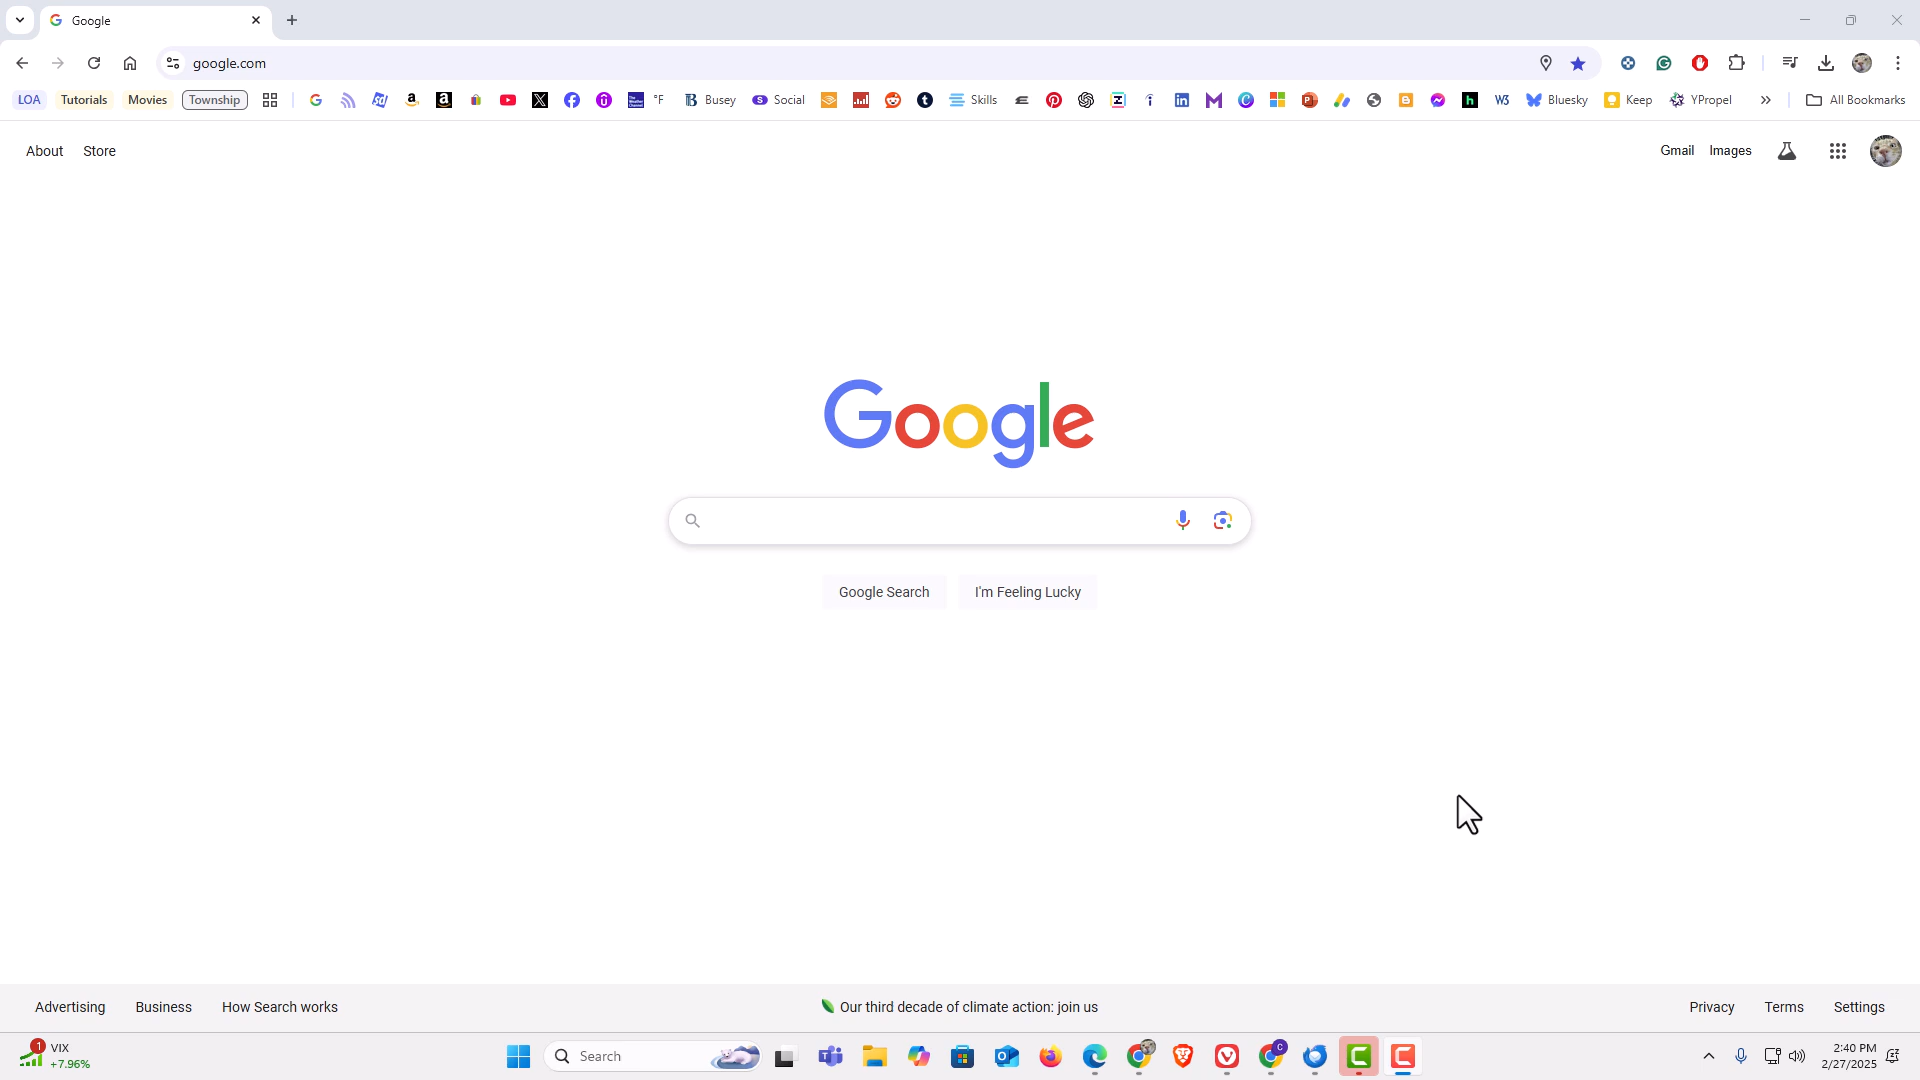 Google
google.com
LOA Tutorials Movies Township °F Busey Social Skills W3 Bluesky Keep YPropel » All Bookmarks
About Store Gmail Images
Google
Google Search I'm Feeling Lucky
Advertising Business How Search works Our third decade of climate action: join us Privacy Terms Settings
1 VIX
+7.96%
Search
2:40 PM
2/27/2025